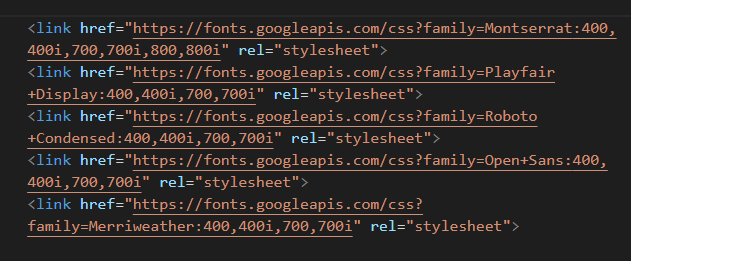 <link href="https://fonts.googleapis.com/css?family=Montserrat:400,
400i,700,700i,800,800i" rel="stylesheet">
<link href="https://fonts.googleapis.com/css?family=Playfair
+Display:400,400i,700,700i" rel="stylesheet">
<link href="https://fonts.googleapis.com/css?family=Roboto
+Condensed:400,400i,700,700i" rel="stylesheet">
<link href="https://fonts.googleapis.com/css?family=Open+Sans:400,
400i,700,700i" rel="stylesheet">
<link href="https://fonts.googleapis.com/css?
family=Merriweather:400,400i,700,700i" rel="stylesheet">